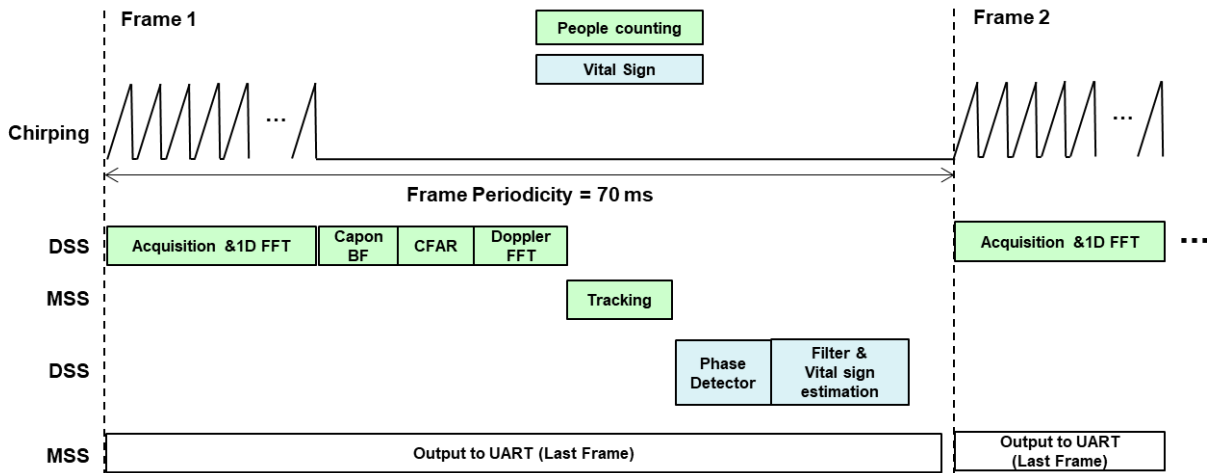 Frame 1
People counting
Frame 2
Vital Sign
...
...
Chirping
Frame Periodicity = 70 ms
DSS
Acquisition &1D FFT
Capon
BF
CFAR
Doppler
FFT
Acquisition &1D FFT
...
MSS
Tracking
DSS
Phase
Detector
Filter &
Vital sign
estimation
MSS
Output to UART (Last Frame)
Output to UART
(Last Frame)